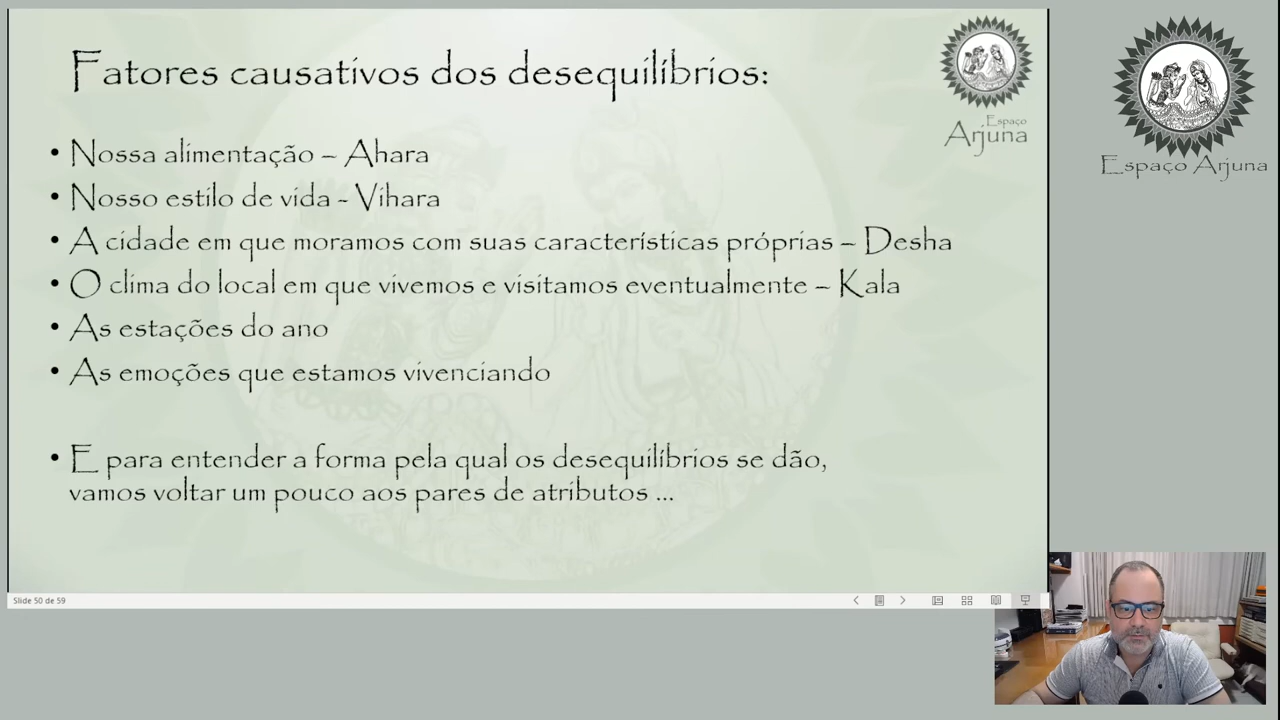 Fatores causativos dos desequilíbrios:
Espaço
Arjuna
Espaço Arjuna
• Nossa alimentação – Ahara
• Nosso estilo de vida - Vihara
• A cidade em que moramos com suas características próprias – Desha
• O clima do local em que vivemos e visitamos eventualmente – Kala
• As estações do ano
• As emoções que estamos vivenciando
• E para entender a forma pela qual os desequilíbrios se dão,
vamos voltar um pouco aos pares de atributos ...
Slide 50 de 59